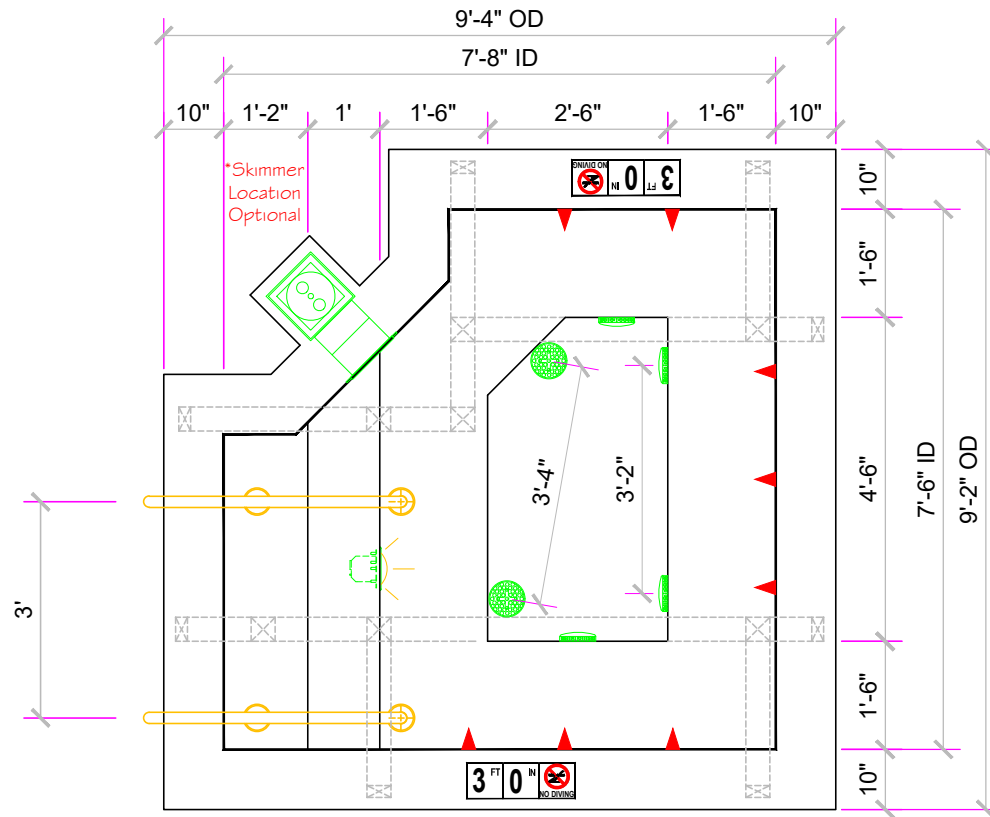 9'-4" OD
7'-8" ID
10" 1'-2" 1' 1'-6" 2'-6" 1'-6" 10"
*Skimmer
Location
Optional
NO DIVING 0 IN 3 FT
10"
1'-6"
4'-6"
7'-6" ID
9'-2" OD
3'-4"
3'-2"
3'
1'-6"
10"
3 FT 0 IN NO DIVING